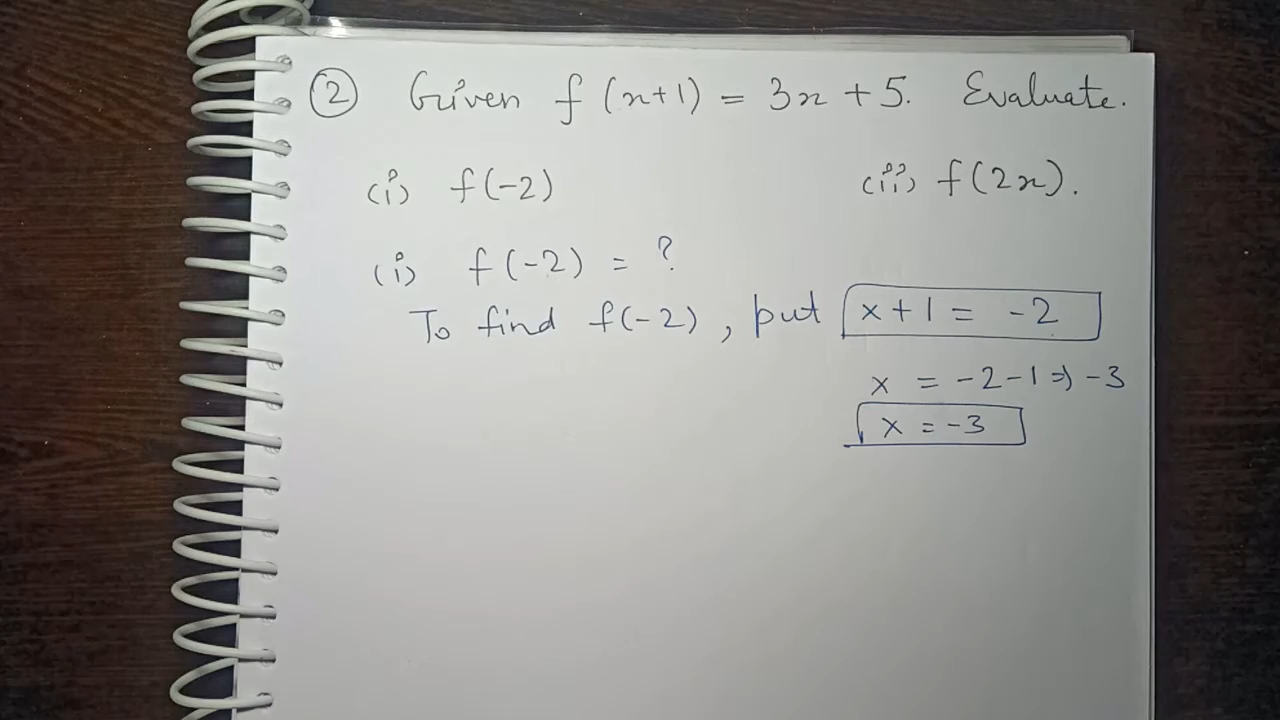 ② Given f(x+1) = 3x + 5. Evaluate.
(i) f(-2) (ii) f(2x).
(i) f(-2) = ?
To find f(-2), put x+1 = -2
x = -2-1 ⇒ -3
x = -3